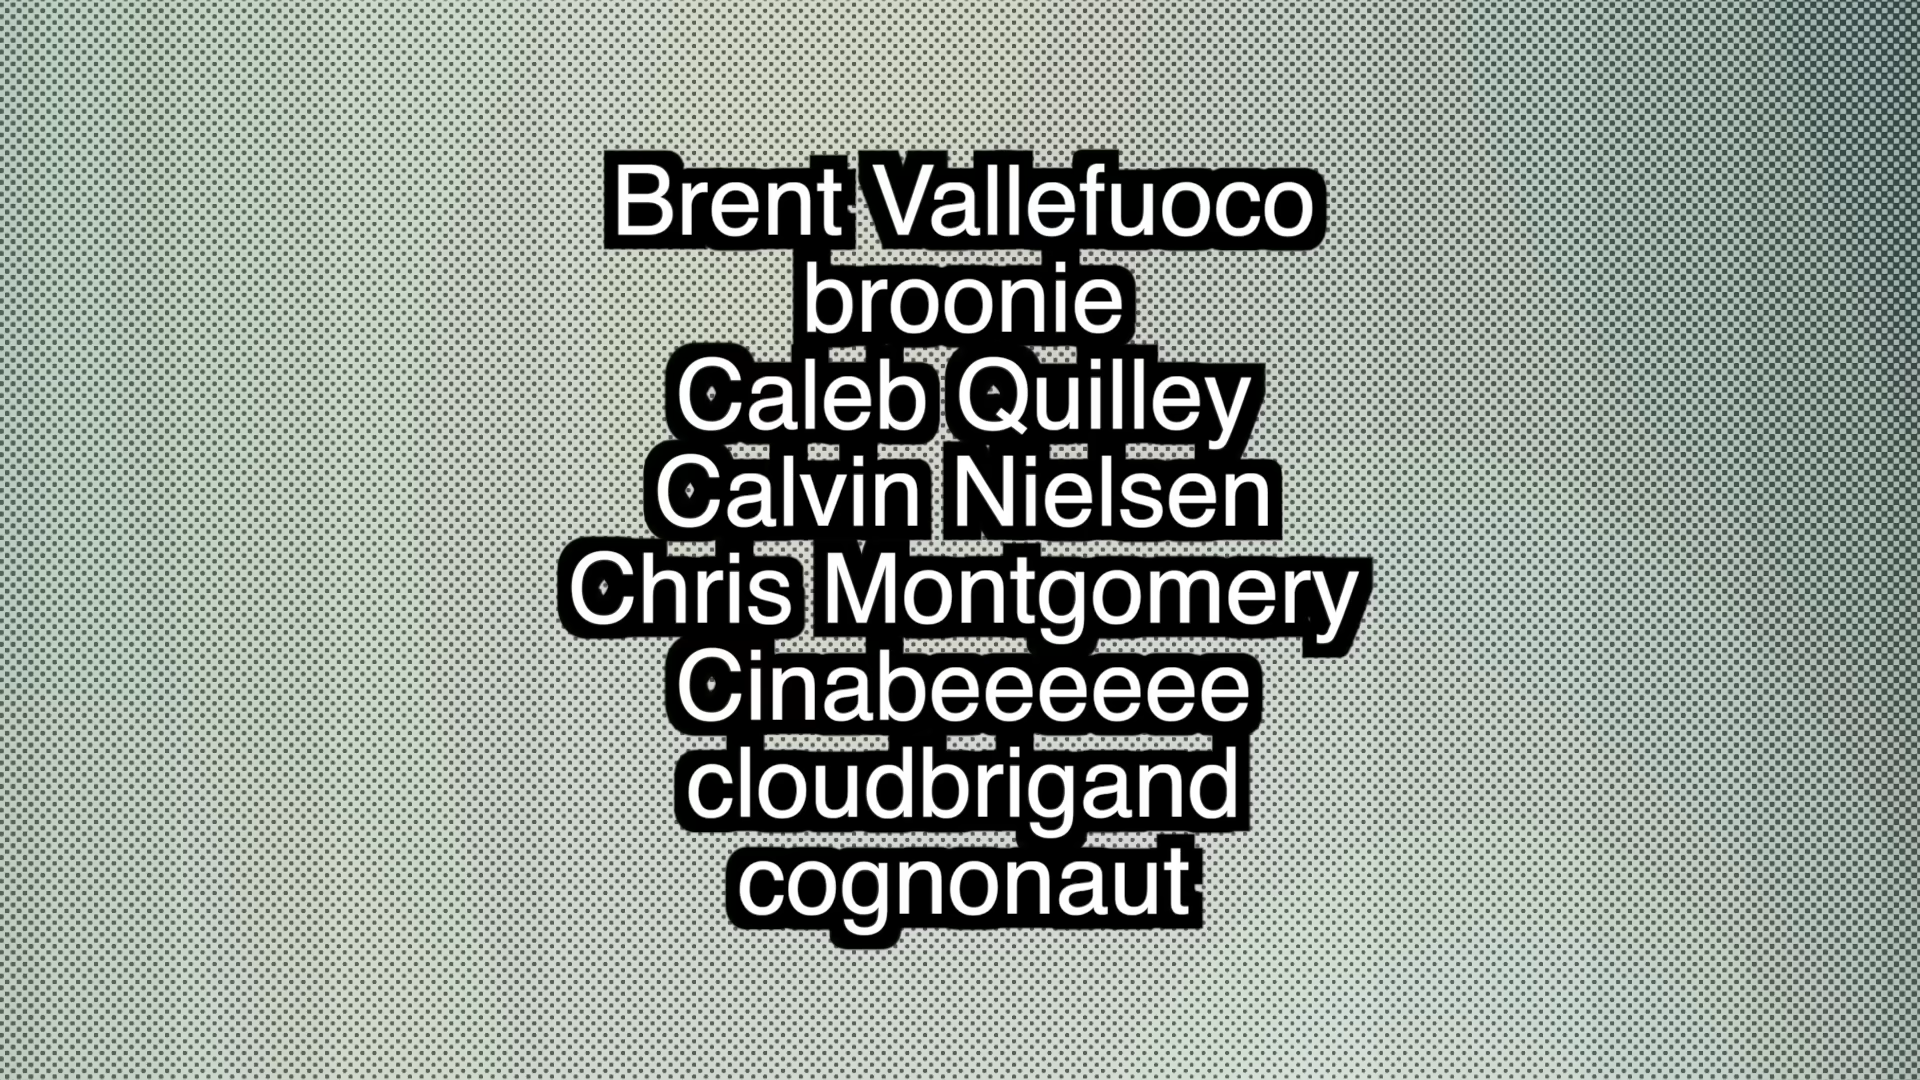 Brent Vallefuoco
broonie
Caleb Quilley
Calvin Nielsen
Chris Montgomery
Cinabeeeeee
cloudbrigand
cognonaut